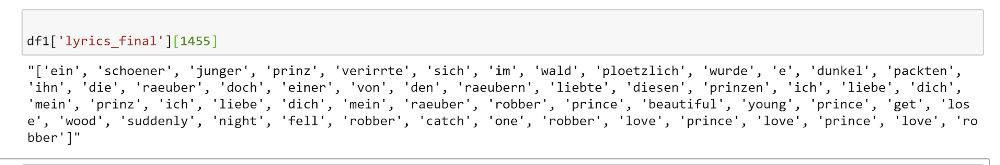 df1['lyrics_final'][1455]
"['ein', 'schoener', 'junger', 'prinz', 'verirrte', 'sich', 'im', 'wald', 'ploetzlich', 'wurde', 'e', 'dunkel', 'packten',
'ihn', 'die', 'raeuber', 'doch', 'einer', 'von', 'den', 'raeubern', 'liebte', 'diesen', 'prinzen', 'ich', 'liebe', 'dich',
'mein', 'prinz', 'ich', 'liebe', 'dich', 'mein', 'raeuber', 'robber', 'prince', 'beautiful', 'young', 'prince', 'get', 'los
e', 'wood', 'suddenly', 'night', 'fell', 'robber', 'catch', 'one', 'robber', 'love', 'prince', 'love', 'prince', 'love', 'ro
bber']"